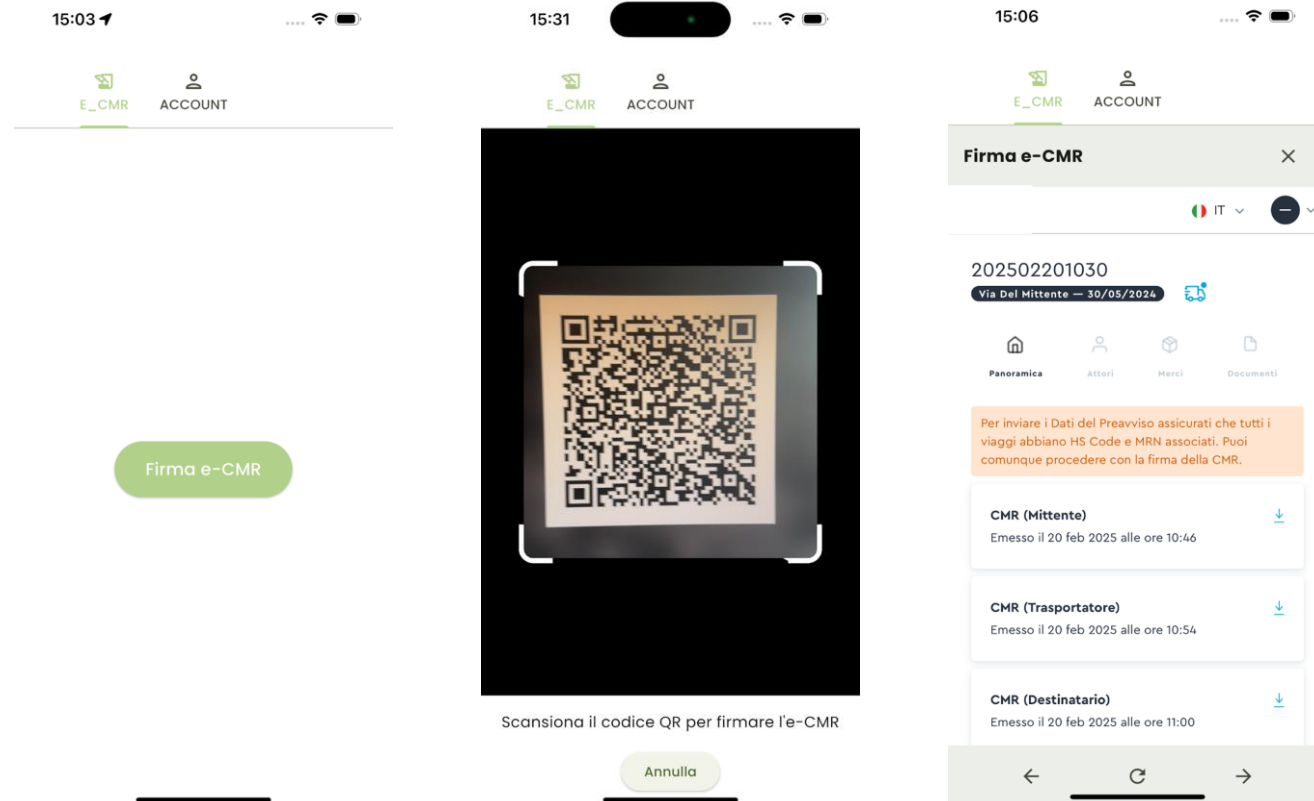 15:03
E_CMR
ACCOUNT
Firma e-CMR
15:31
E_CMR
ACCOUNT
Scansiona il codice QR per firmare l'e-CMR
Annulla
15:06
E_CMR
ACCOUNT
Firma e-CMR
IT
202502201030
Via Del Mittente — 30/05/2024
Panoramica
Attori
Merci
Documenti
Per inviare i Dati del Preavviso assicurati che tutti i
viaggi abbiano HS Code e MRN associati. Puoi
comunque procedere con la firma della CMR.
CMR (Mittente)
Emesso il 20 feb 2025 alle ore 10:46
CMR (Trasportatore)
Emesso il 20 feb 2025 alle ore 10:54
CMR (Destinatario)
Emesso il 20 feb 2025 alle ore 11:00